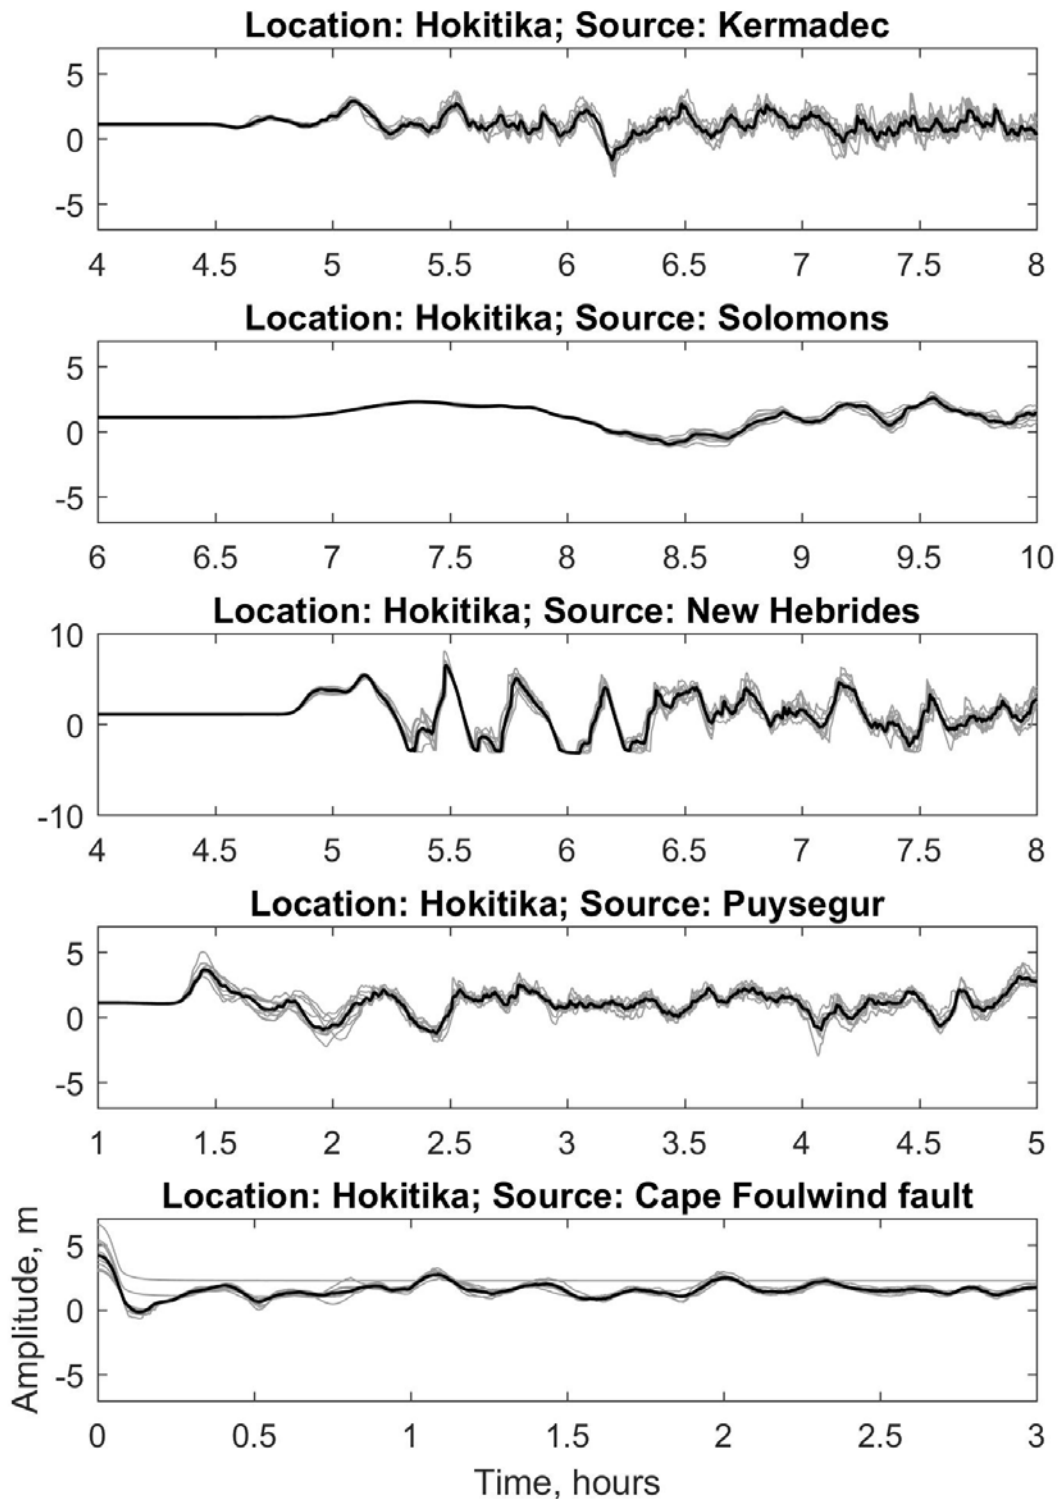 Location: Hokitika; Source: Kermadec
5
0
-5
4 4.5 5 5.5 6 6.5 7 7.5 8
Location: Hokitika; Source: Solomons
5
0
-5
6 6.5 7 7.5 8 8.5 9 9.5 10
Location: Hokitika; Source: New Hebrides
10
0
-10
4 4.5 5 5.5 6 6.5 7 7.5 8
Location: Hokitika; Source: Puysegur
5
0
-5
1 1.5 2 2.5 3 3.5 4 4.5 5
Location: Hokitika; Source: Cape Foulwind fault
Amplitude, m
5
0
-5
0 0.5 1 1.5 2 2.5 3
Time, hours